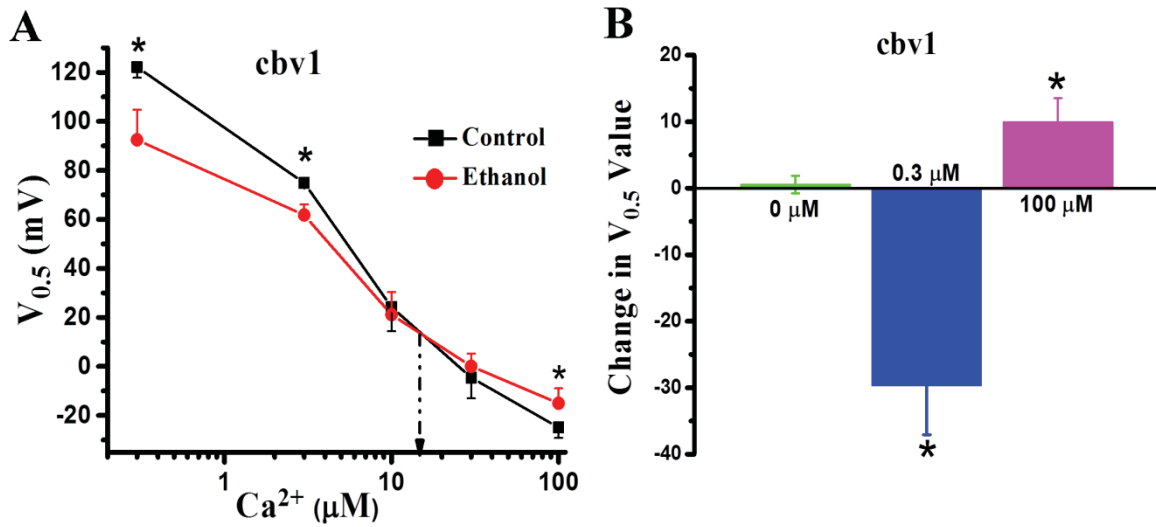 A
cbv1
*
*
*
Control
Ethanol
V0.5 (mV)
120
100
80
60
40
20
0
-20
1
10
100
Ca2+ (μM)
B
cbv1
*
*
Change in V0.5 Value
20
10
0
-10
-20
-30
-40
0 μM
0.3 μM
100 μM